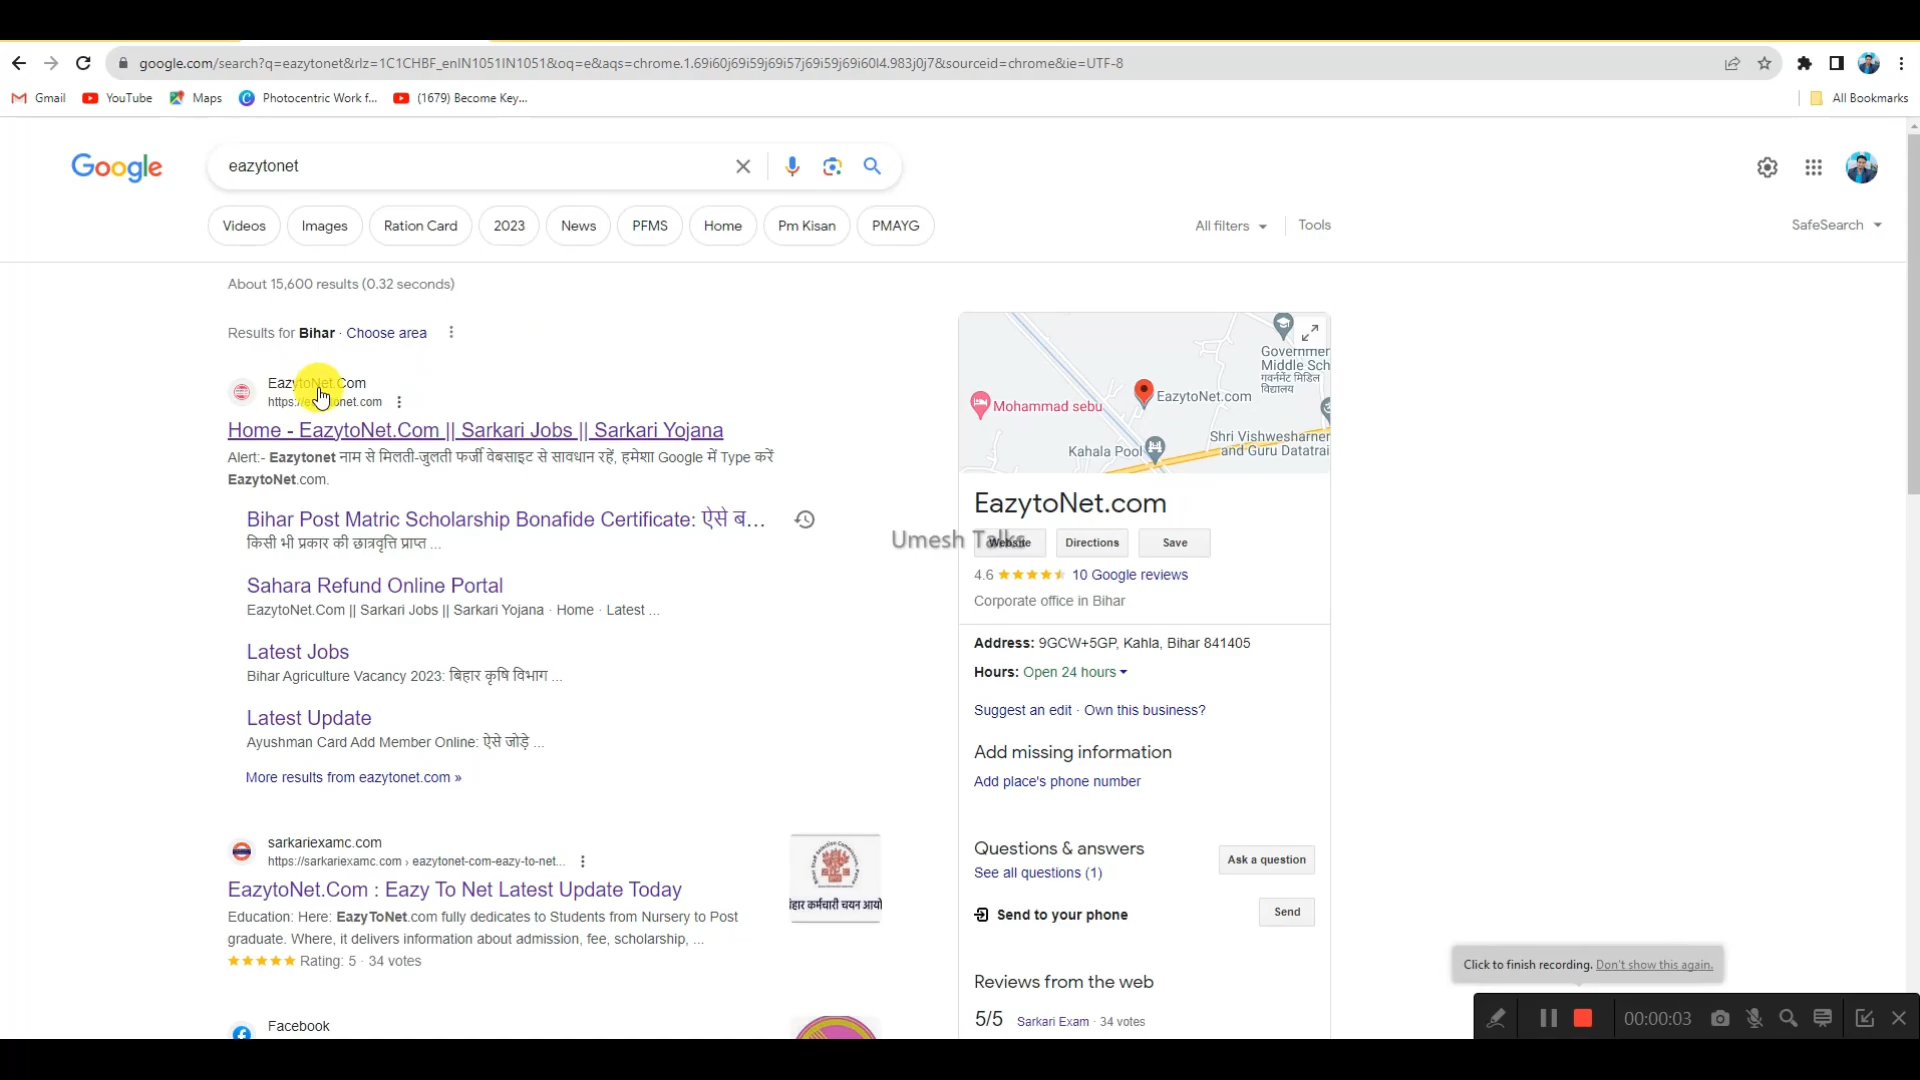 google.com/search?q=eazytonet&rlz=1C1CHBF_enIN1051IN1051&oq=e&aqs=chrome.1.69i60j69i59j69i57j69i59j69i60l4.983j0j7&sourceid=chrome&ie=UTF-8
Gmail YouTube Maps Photocentric Work f... (1679) Become Key... All Bookmarks
Google eazytonet
Videos Images Ration Card 2023 News PFMS Home Pm Kisan PMAYG All filters Tools SafeSearch
About 15,600 results (0.32 seconds)
Results for Bihar · Choose area
EazytoNet.Com
https://eazytonet.com
Home - EazytoNet.Com || Sarkari Jobs || Sarkari Yojana
Alert:- Eazytonet नाम से मिलती-जुलती फर्जी वेबसाइट से सावधान रहें, हमेशा Google में Type करें
EazytoNet.com.
Bihar Post Matric Scholarship Bonafide Certificate: ऐसे ब...
किसी भी प्रकार की छात्रवृत्ति प्राप्त ...
Sahara Refund Online Portal
EazytoNet.Com || Sarkari Jobs || Sarkari Yojana · Home · Latest ...
Latest Jobs
Bihar Agriculture Vacancy 2023: बिहार कृषि विभाग ...
Latest Update
Ayushman Card Add Member Online: ऐसे जोड़े ...
More results from eazytonet.com »
sarkariexamc.com
https://sarkariexamc.com › eazytonet-com-eazy-to-net...
EazytoNet.Com : Eazy To Net Latest Update Today
Education: Here: EazyToNet.com fully dedicates to Students from Nursery to Post
graduate. Where, it delivers information about admission, fee, scholarship, ...
Rating: 5 · 34 votes
Facebook
Governmer
Middle Sch
गवर्नमेंट मिडिल
विद्यालय
EazytoNet.com
Mohammad sebu
Kahala Pool
Shri Vishwesharner
and Guru Datatrai
EazytoNet.com
Umesh Talks
Website Directions Save
4.6 10 Google reviews
Corporate office in Bihar
Address: 9GCW+5GP, Kahla, Bihar 841405
Hours: Open 24 hours
Suggest an edit · Own this business?
Add missing information
Add place's phone number
Questions & answers
Ask a question
See all questions (1)
Send to your phone Send
Reviews from the web
5/5 Sarkari Exam · 34 votes
Click to finish recording. Don't show this again.
00:00:03